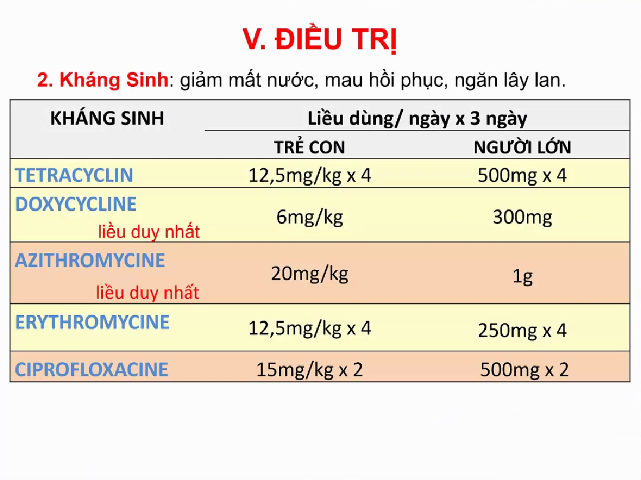 V. ĐIỀU TRỊ
2. Kháng Sinh: giảm mất nước, mau hồi phục, ngăn lây lan.
KHÁNG SINH Liều dùng/ ngày x 3 ngày
TRẺ CON NGƯỜI LỚN
TETRACYCLIN 12,5mg/kg x 4 500mg x 4
DOXYCYCLINE
liều duy nhất 6mg/kg 300mg
AZITHROMYCINE
liều duy nhất 20mg/kg 1g
ERYTHROMYCINE 12,5mg/kg x 4 250mg x 4
CIPROFLOXACINE 15mg/kg x 2 500mg x 2